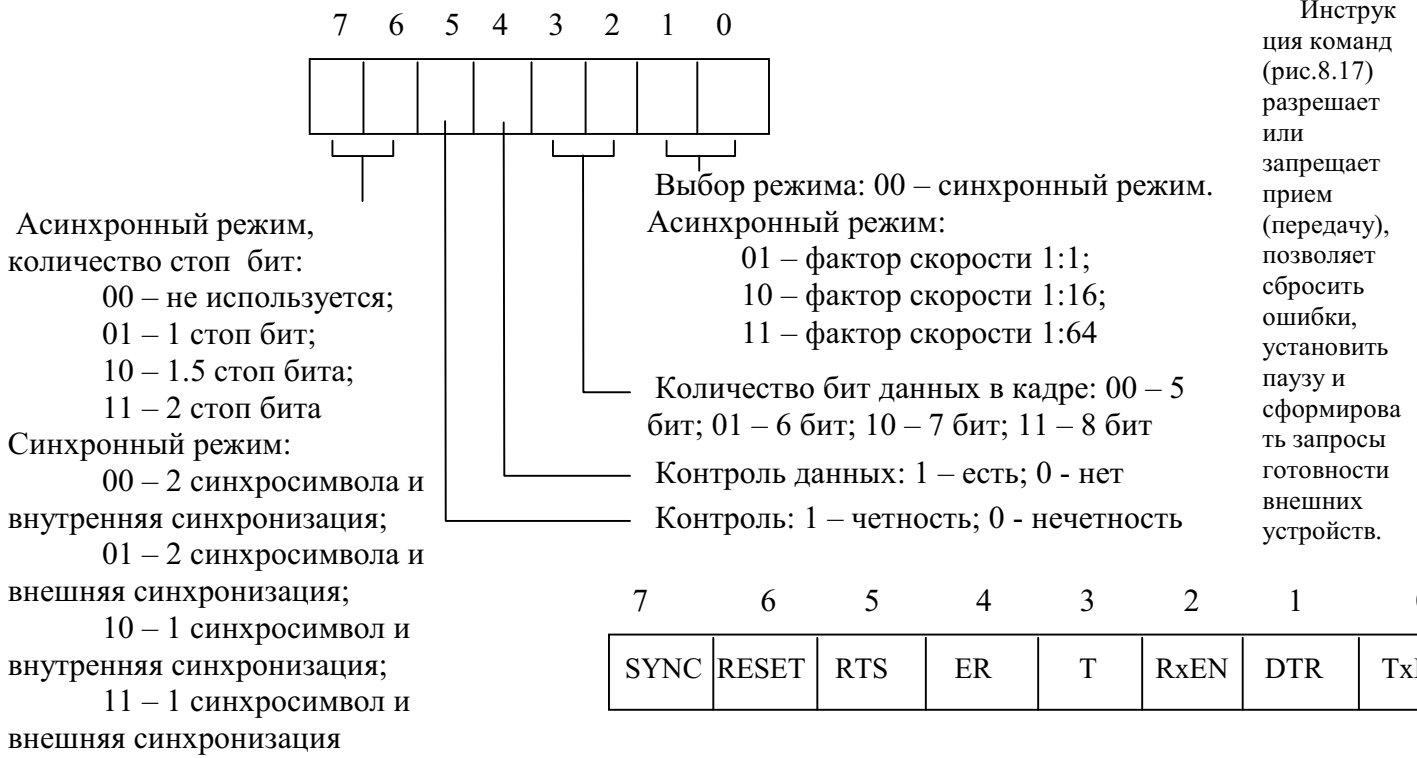 7 6 5 4 3 2 1 0
Выбор режима: 00 – синхронный режим.
Асинхронный режим:
01 – фактор скорости 1:1;
10 – фактор скорости 1:16;
11 – фактор скорости 1:64
Количество бит данных в кадре: 00 – 5
бит; 01 – 6 бит; 10 – 7 бит; 11 – 8 бит
Контроль данных: 1 – есть; 0 - нет
Контроль: 1 – четность; 0 - нечетность
Асинхронный режим,
количество стоп бит:
00 – не используется;
01 – 1 стоп бит;
10 – 1.5 стоп бита;
11 – 2 стоп бита
Синхронный режим:
00 – 2 синхросимвола и
внутренняя синхронизация;
01 – 2 синхросимвола и
внешняя синхронизация;
10 – 1 синхросимвол и
внутренняя синхронизация;
11 – 1 синхросимвол и
внешняя синхронизация
Инструк
ция команд
(рис.8.17)
разрешает
или
запрещает
прием
(передачу),
позволяет
сбросить
ошибки,
установить
паузу и
сформирова
ть запросы
готовности
внешних
устройств.
7 6 5 4 3 2 1
SYNC RESET RTS ER T RxEN DTR